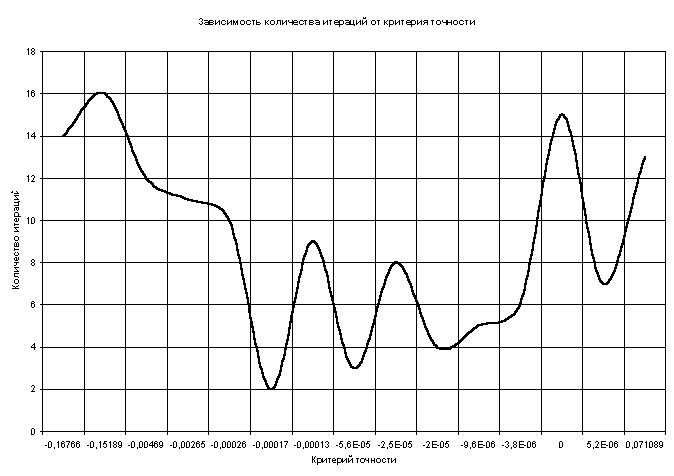 Зависимость количества итераций от критерия точности
18
16
14
12
10
8
6
4
2
0
Количество итераций
-0,16766 -0,15189 -0,00469 -0,00265 -0,00026 -0,00017 -0,00013 -5,6E-05 -2,5E-05 -2E-05 -9,6E-06 -3,8E-06 0 5,2E-06 0,071089
Критерий точности